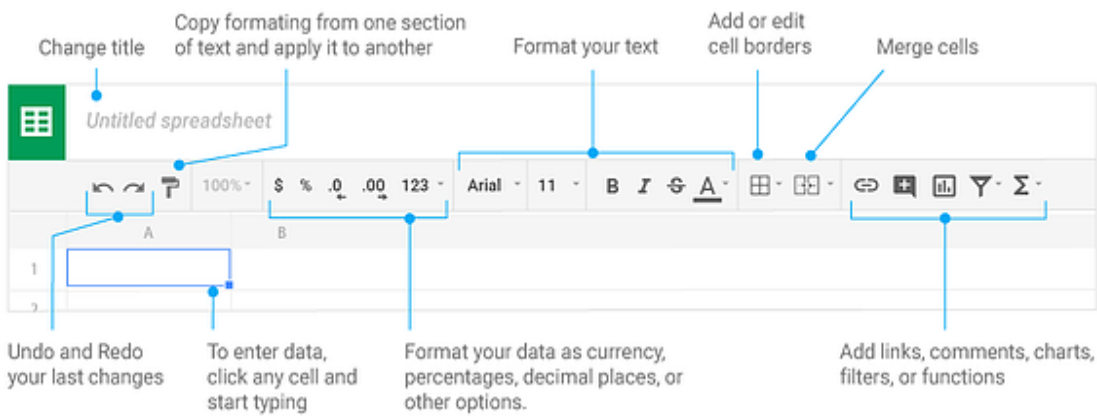 Change title
Copy formating from one section
of text and apply it to another
Format your text
Add or edit
cell borders
Merge cells
Untitled spreadsheet
100% $ % .0 .00 123 Arial 11 B I S A Σ
A B
1
2
Undo and Redo
your last changes
To enter data,
click any cell and
start typing
Format your data as currency,
percentages, decimal places, or
other options.
Add links, comments, charts,
filters, or functions